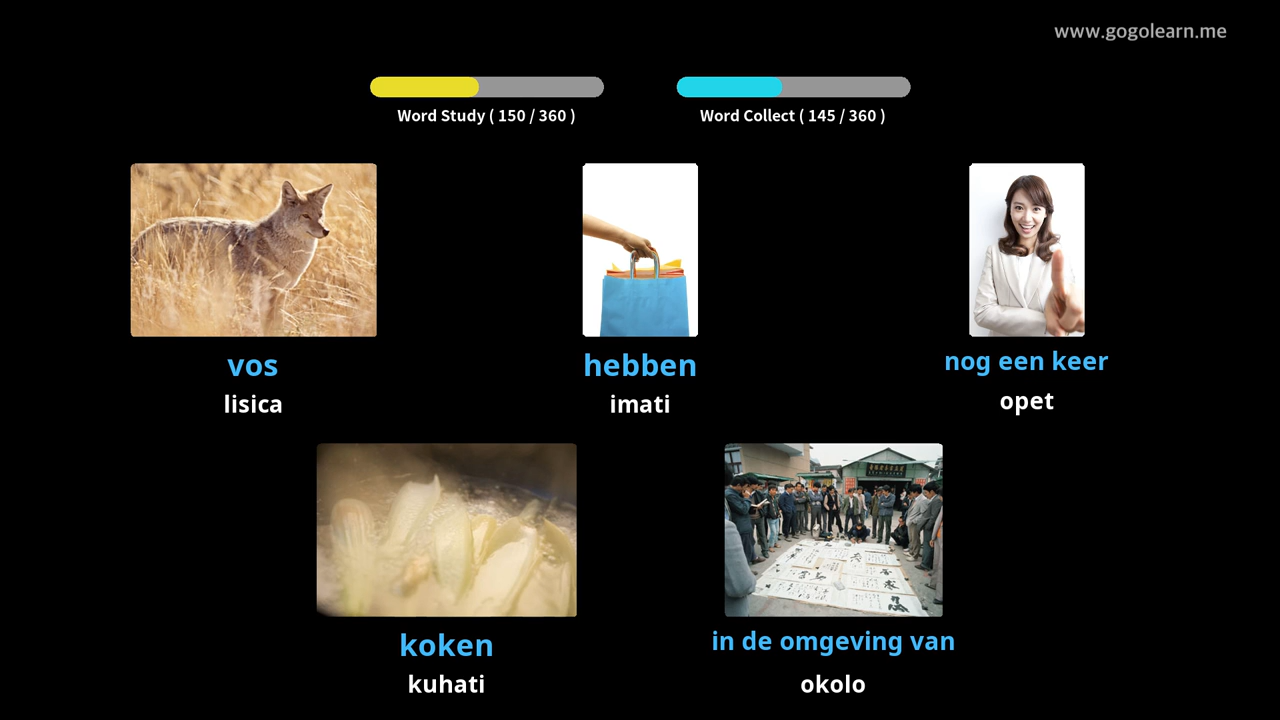 www.gogolearn.me
Word Study ( 150 / 360 )
Word Collect ( 145 / 360 )
vos
lisica
hebben
imati
nog een keer
opet
koken
kuhati
in de omgeving van
okolo